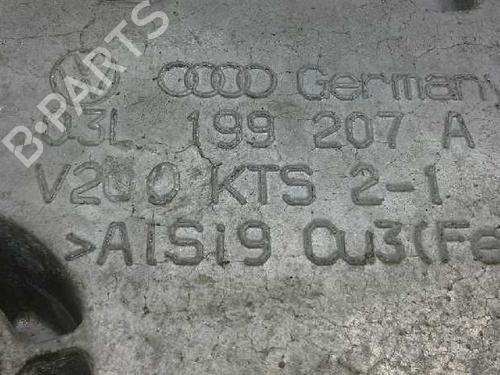 Germany
03L 199 207 A
V200 KTS 2-1
>AlSi9 Cu3(Fe
B-PARTS